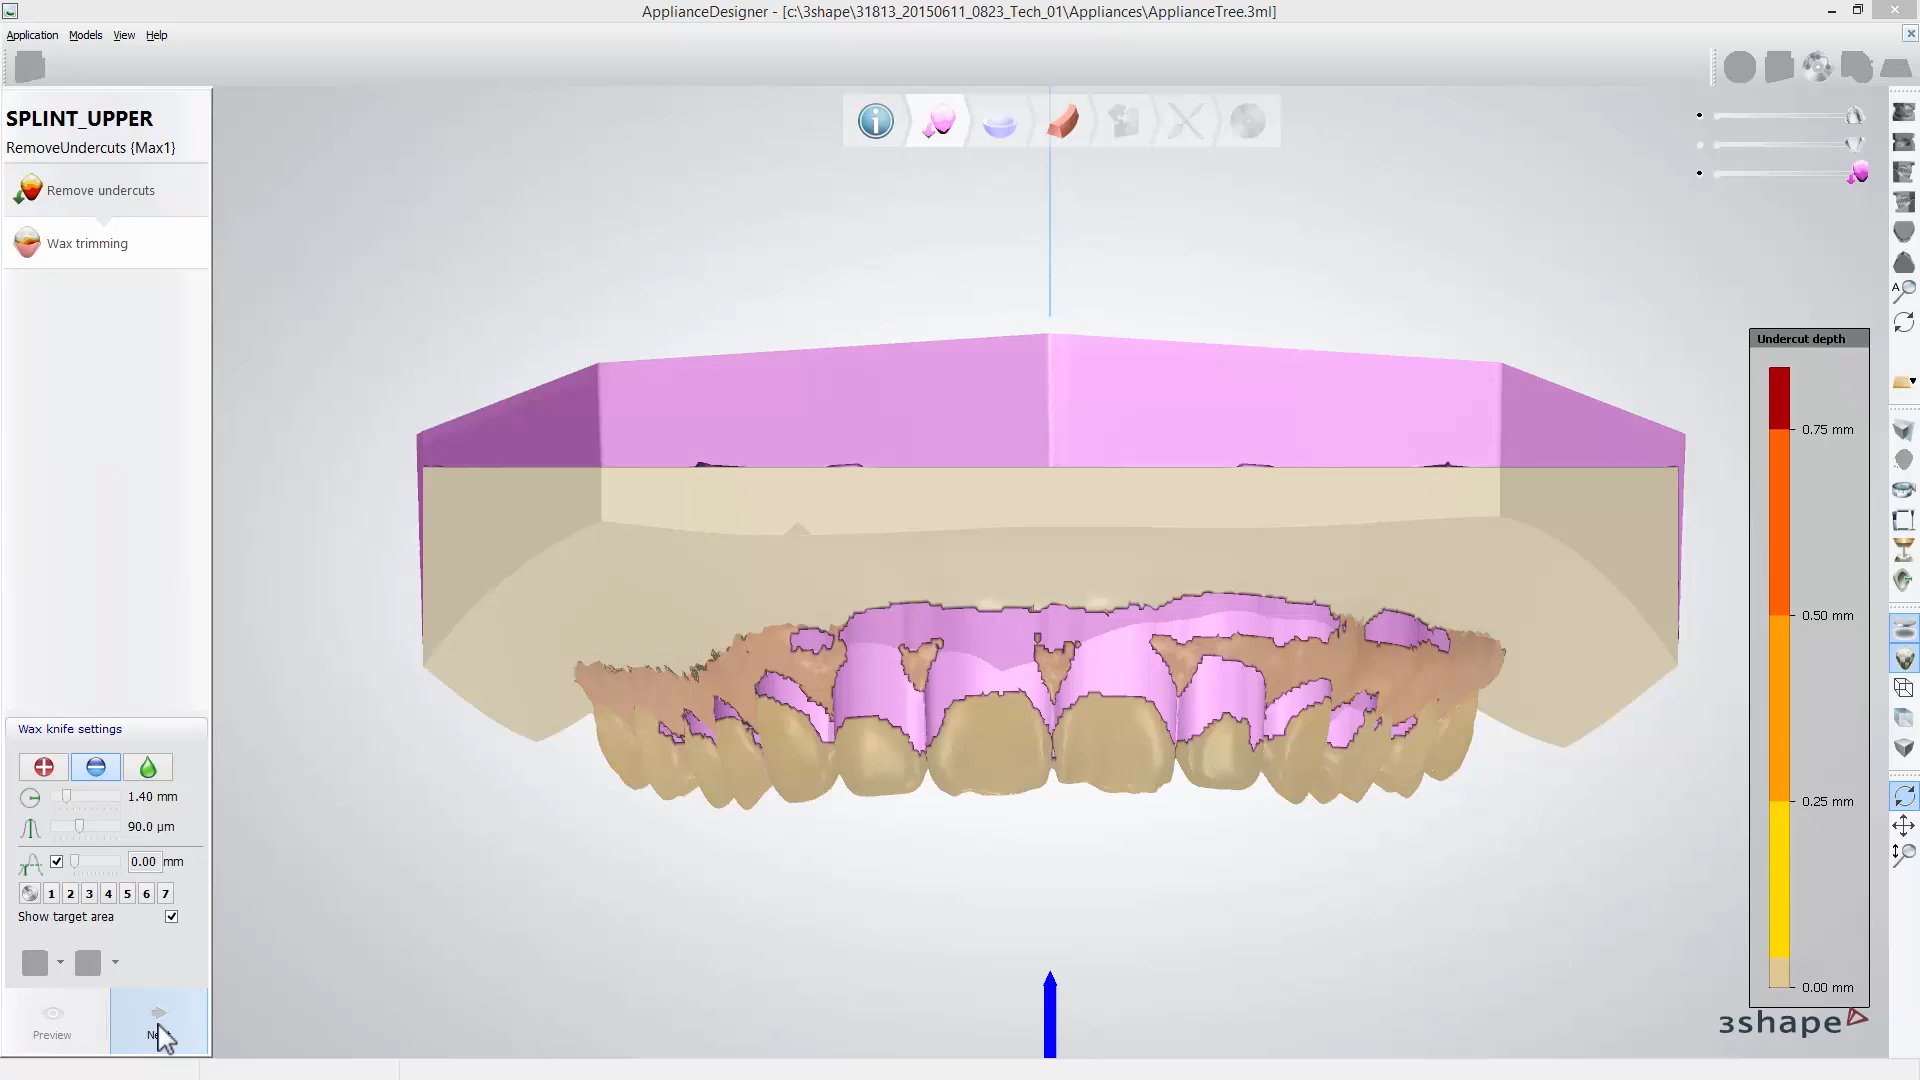 ApplianceDesigner - [c:\3shape\31813_20150611_0823_Tech_01\Appliances\ApplianceTree.3ml]
Application Models View Help
SPLINT_UPPER
RemoveUndercuts {Max1}
Remove undercuts
Wax trimming
A
Undercut depth
0.75 mm
0.50 mm
0.25 mm
0.00 mm
Wax knife settings
1.40 mm
90.0 µm
0.00 mm
1 2 3 4 5 6 7
Show target area
Preview
3shape